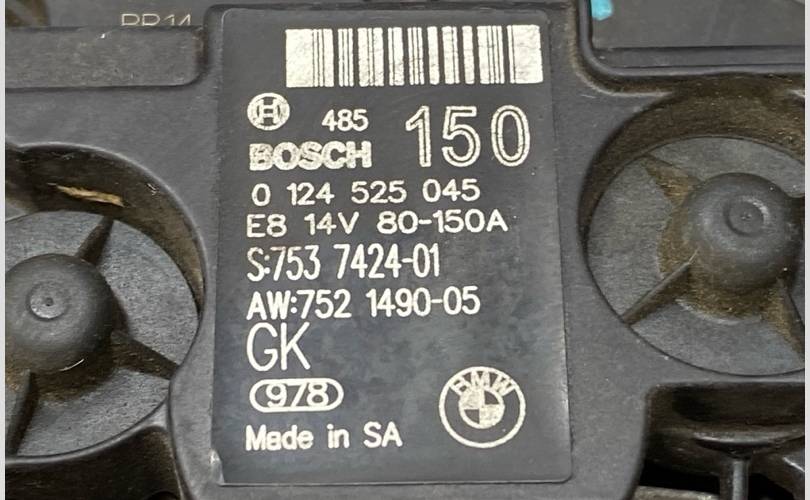 485
150
BOSCH
0 124 525 045
E8 14V 80-150A
S:753 7424-01
AW:752 1490-05
GK
978
Made in SA
BMW